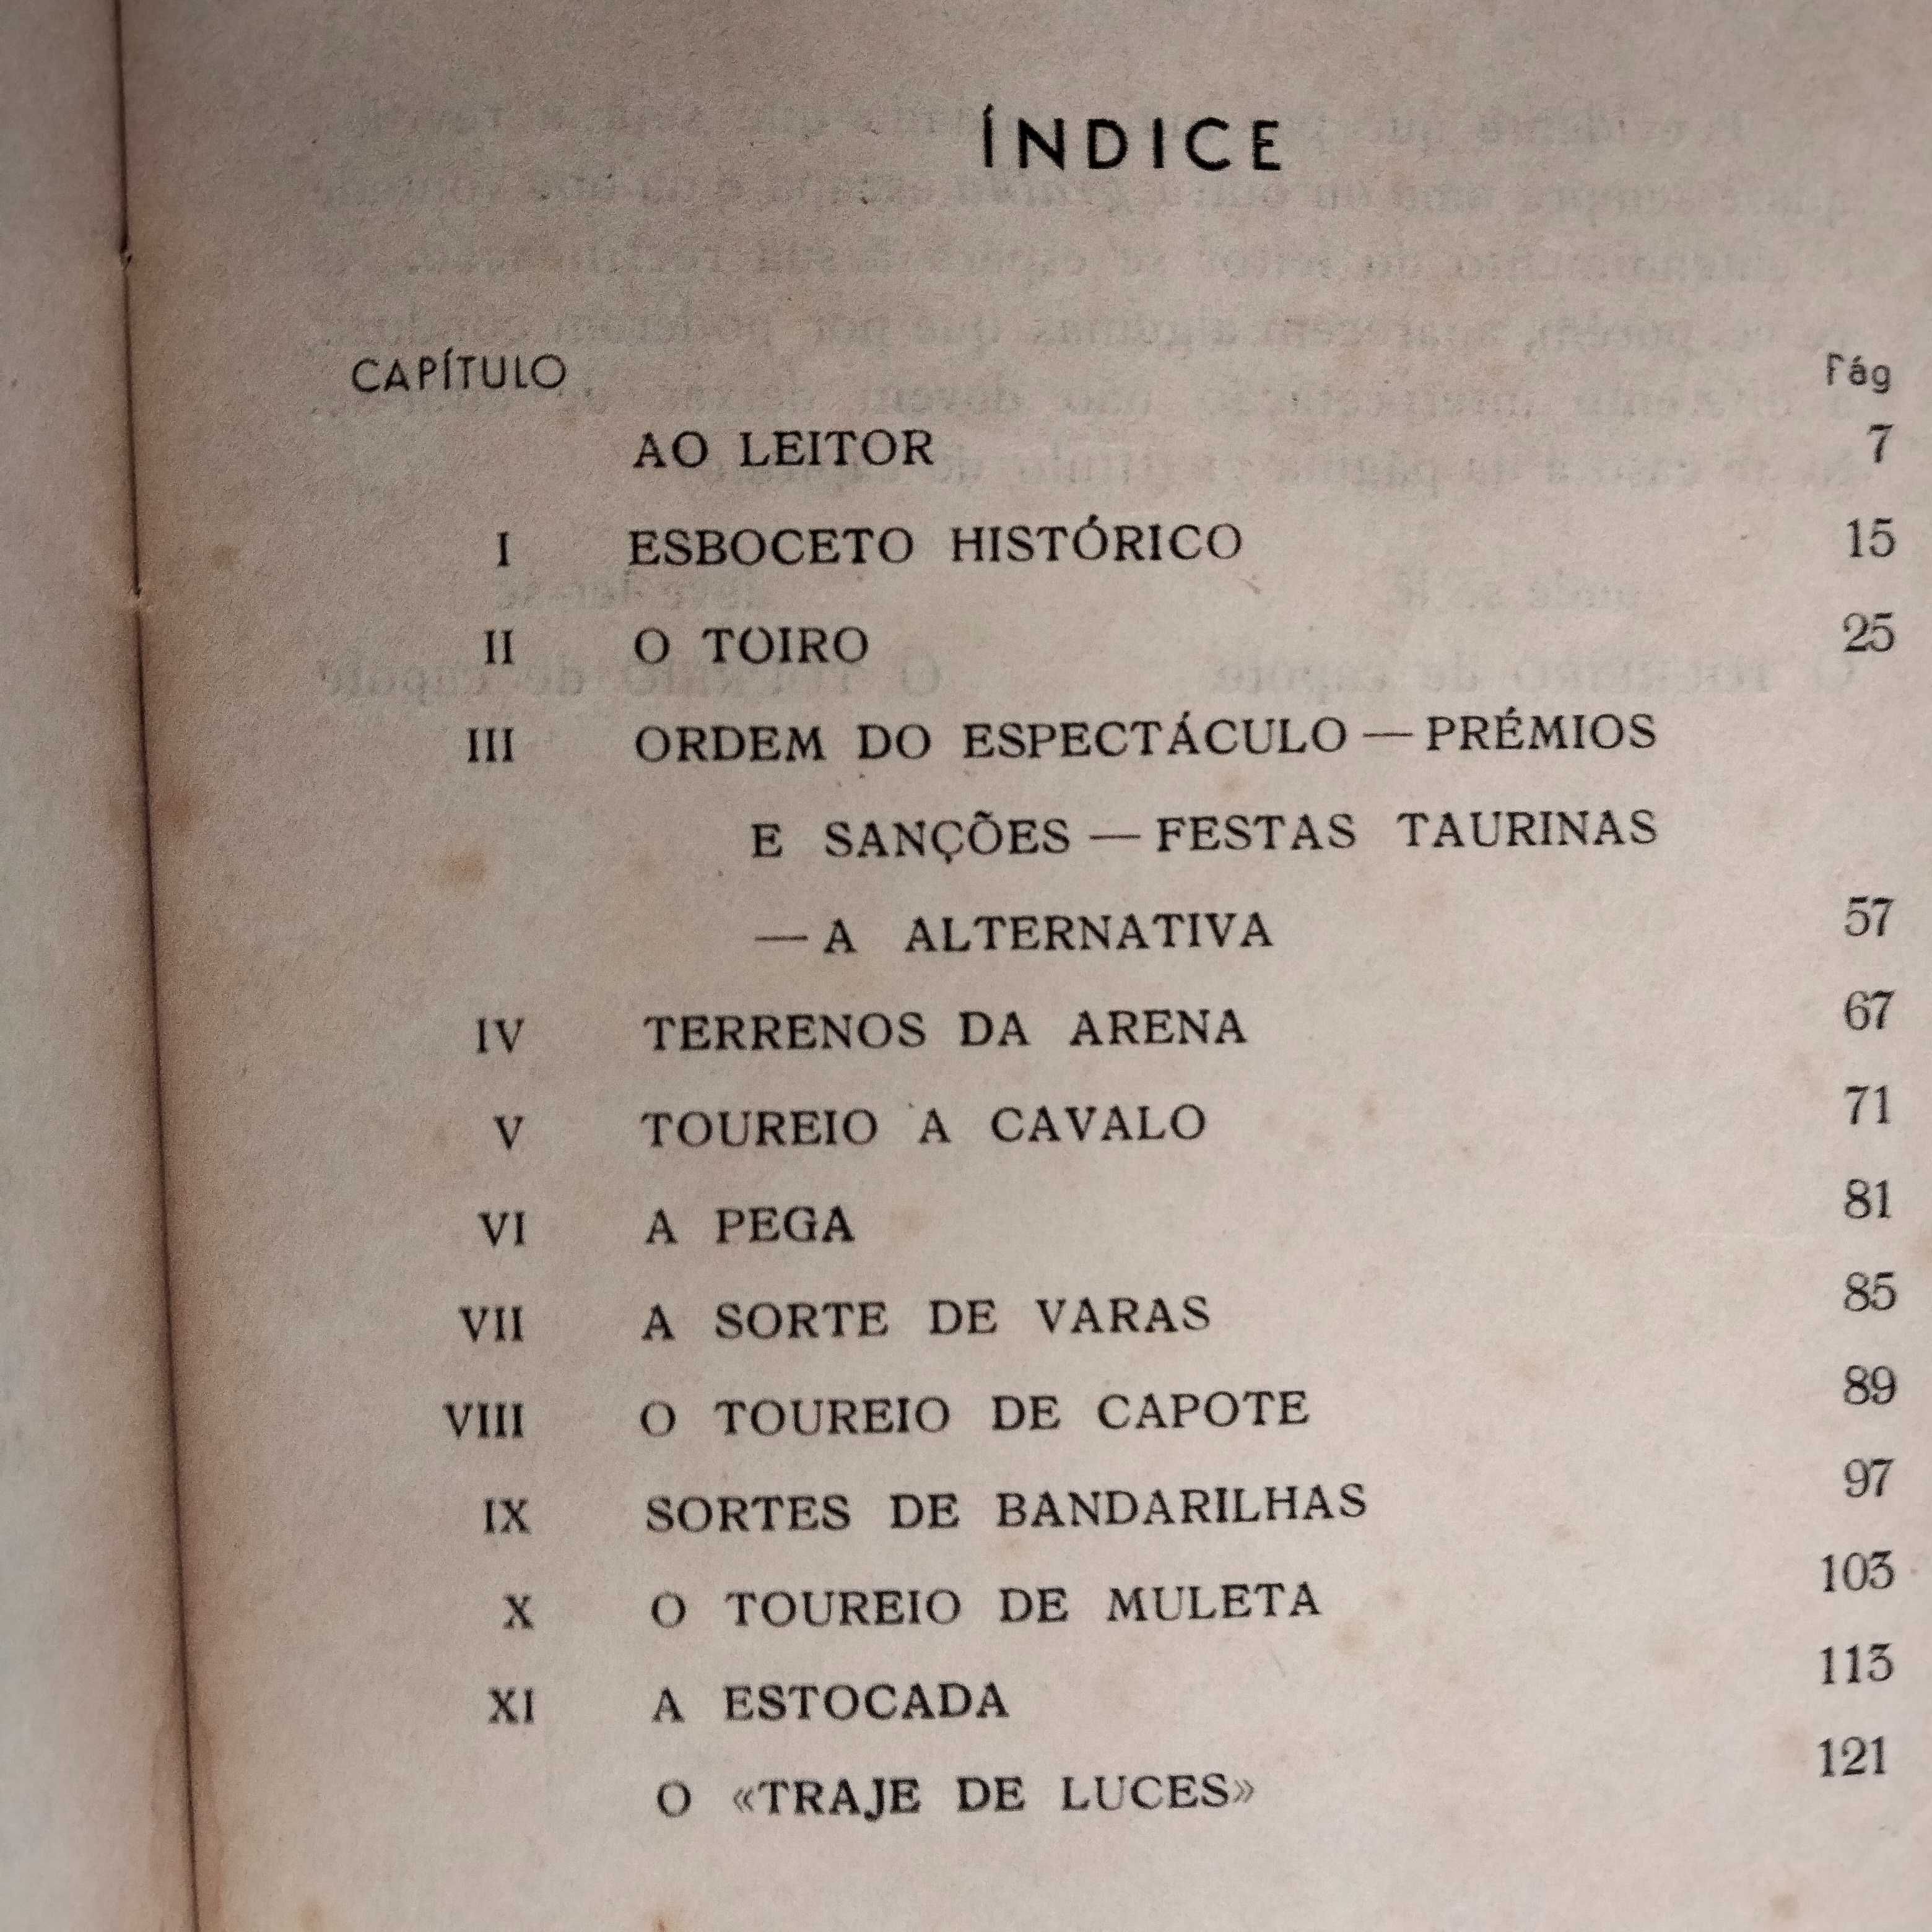 ÍNDICE
CAPÍTULO Pág
AO LEITOR 7
I ESBOCETO HISTÓRICO 15
II O TOIRO 25
III ORDEM DO ESPECTÁCULO — PRÉMIOS
E SANÇÕES — FESTAS TAURINAS
— A ALTERNATIVA 57
IV TERRENOS DA ARENA 67
V TOUREIO A CAVALO 71
VI A PEGA 81
VII A SORTE DE VARAS 85
VIII O TOUREIO DE CAPOTE 89
IX SORTES DE BANDARILHAS 97
X O TOUREIO DE MULETA 103
XI A ESTOCADA 113
O «TRAJE DE LUCES» 121